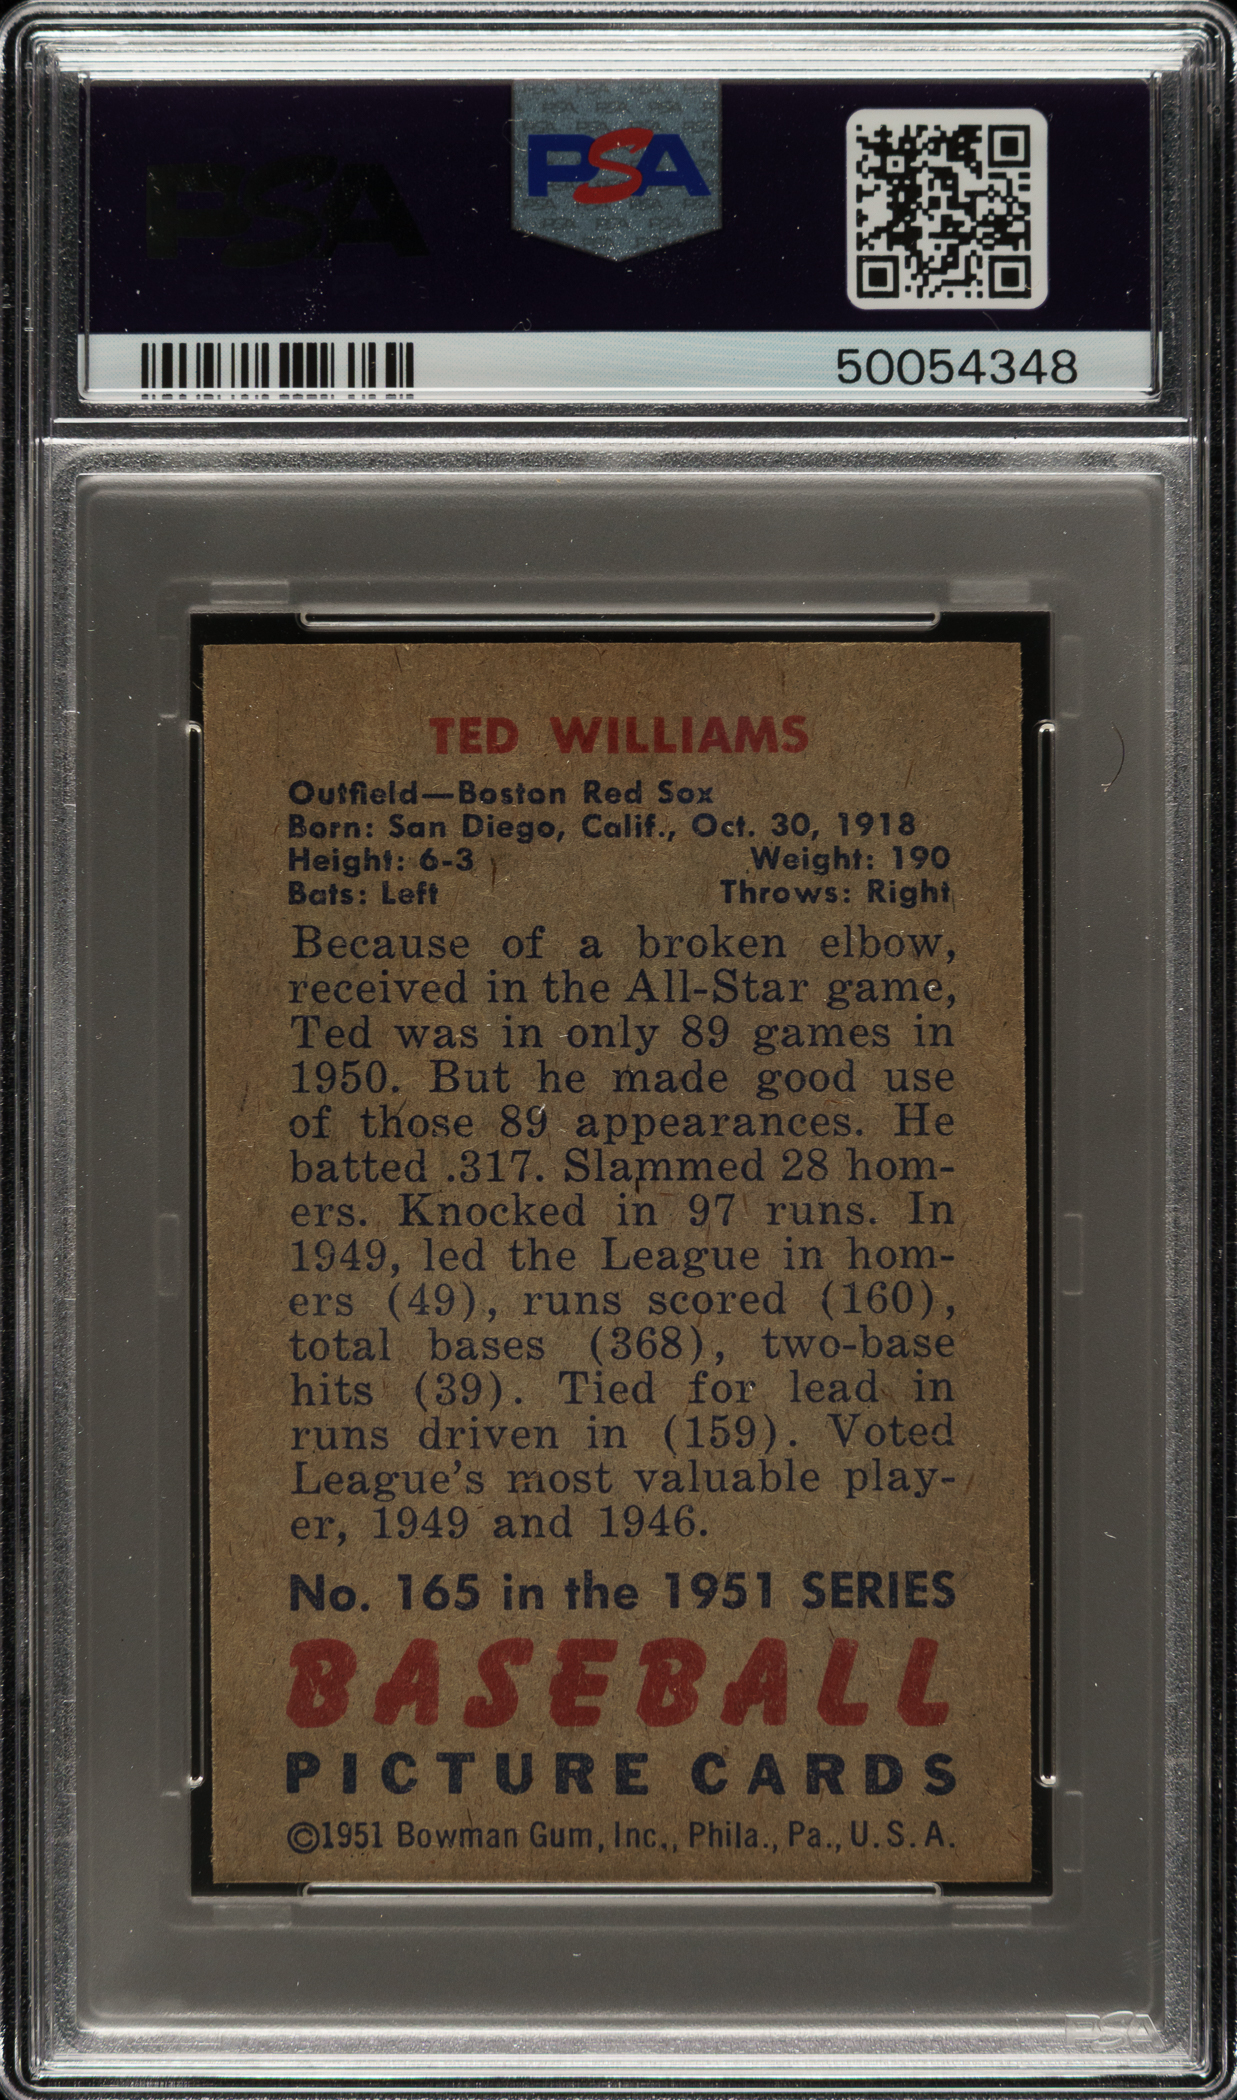 PSA
PSA
50054348
TED WILLIAMS
Outfield—Boston Red Sox
Born: San Diego, Calif., Oct. 30, 1918
Height: 6-3 Weight: 190
Bats: Left Throws: Right
Because of a broken elbow,
received in the All-Star game,
Ted was in only 89 games in
1950. But he made good use
of those 89 appearances. He
batted .317. Slammed 28 hom-
ers. Knocked in 97 runs. In
1949, led the League in hom-
ers (49), runs scored (160),
total bases (368), two-base
hits (39). Tied for lead in
runs driven in (159). Voted
League's most valuable play-
er, 1949 and 1946.
No. 165 in the 1951 SERIES
BASEBALL
PICTURE CARDS
©1951 Bowman Gum, Inc., Phila., Pa., U.S.A.
PSA